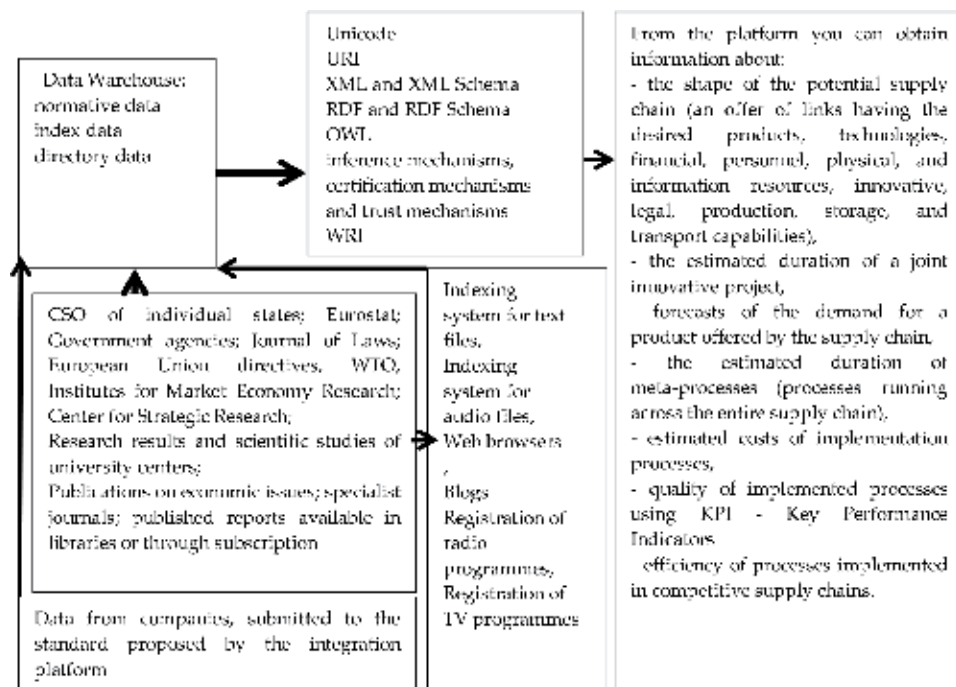 Data Warehouse:
normative data
index data
directory data
Unicode
URI
XML and XML Schema
RDF and RDF Schema
OWL
inference mechanisms,
certification mechanisms
and trust mechanisms
WRI
From the platform you can obtain
information about:
- the shape of the potential supply
chain (an offer of links having the
desired products, technologies,
financial, personnel, physical, and
information resources, innovative,
legal, production, storage, and
transport capabilities),
- the estimated duration of a joint
innovative project,
- forecasts of the demand for a
product offered by the supply chain,
- the estimated duration of
meta-processes (processes running
across the entire supply chain),
- estimated costs of implementation
processes,
- quality of implemented processes
using KPI - Key Performance
Indicators
- efficiency of processes implemented
in competitive supply chains.
CSO of individual states; Eurostat;
Government agencies; Journal of Laws;
European Union directives, WTO,
Institutes for Market Economy Research;
Center for Strategic Research;
Research results and scientific studies of
university centers;
Publications on economic issues; specialist
journals; published reports available in
libraries or through subscription
Indexing
system for text
files,
Indexing
system for
audio files,
Web browsers
,
Blogs
Registration of
radio
programmes,
Registration of
TV programmes
Data from companies, submitted to the
standard proposed by the integration
platform